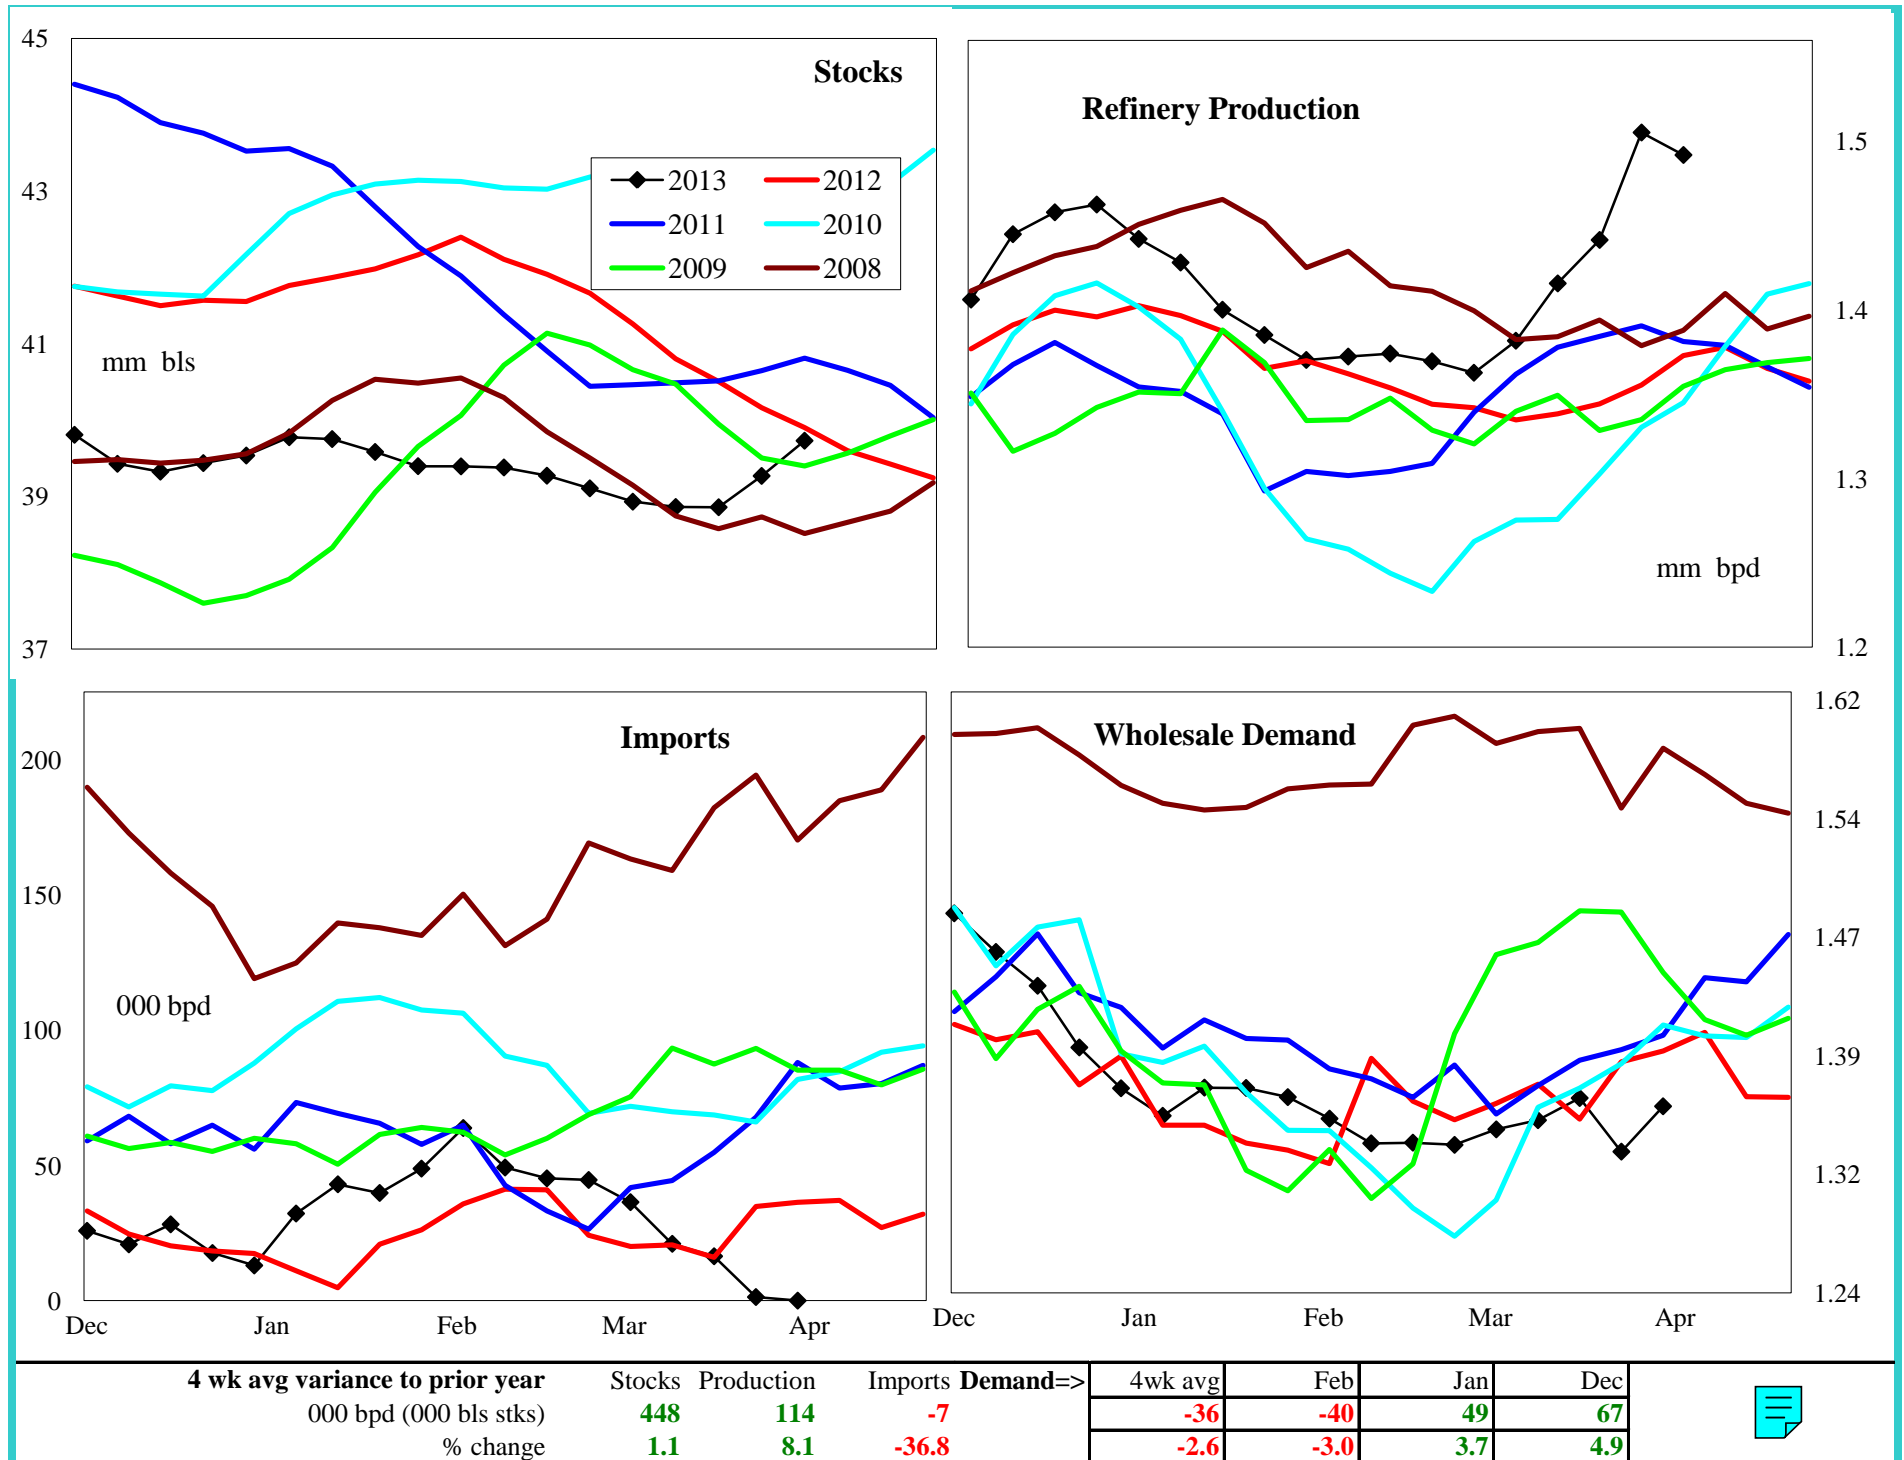 45
43
41
39
37
Stocks
mm bls
2013 2012
2011 2010
2009 2008
Refinery Production
mm bpd
1.5
1.4
1.3
1.2
200
150
100
50
0
Imports
000 bpd
Dec Jan Feb Mar Apr
Wholesale Demand
1.62
1.54
1.47
1.39
1.32
1.24
Dec Jan Feb Mar Apr
4 wk avg variance to prior year Stocks Production Imports Demand=> 4wk avg Feb Jan Dec
000 bpd (000 bls stks) 448 114 -7 -36 -40 49 67
% change 1.1 8.1 -36.8 -2.6 -3.0 3.7 4.9